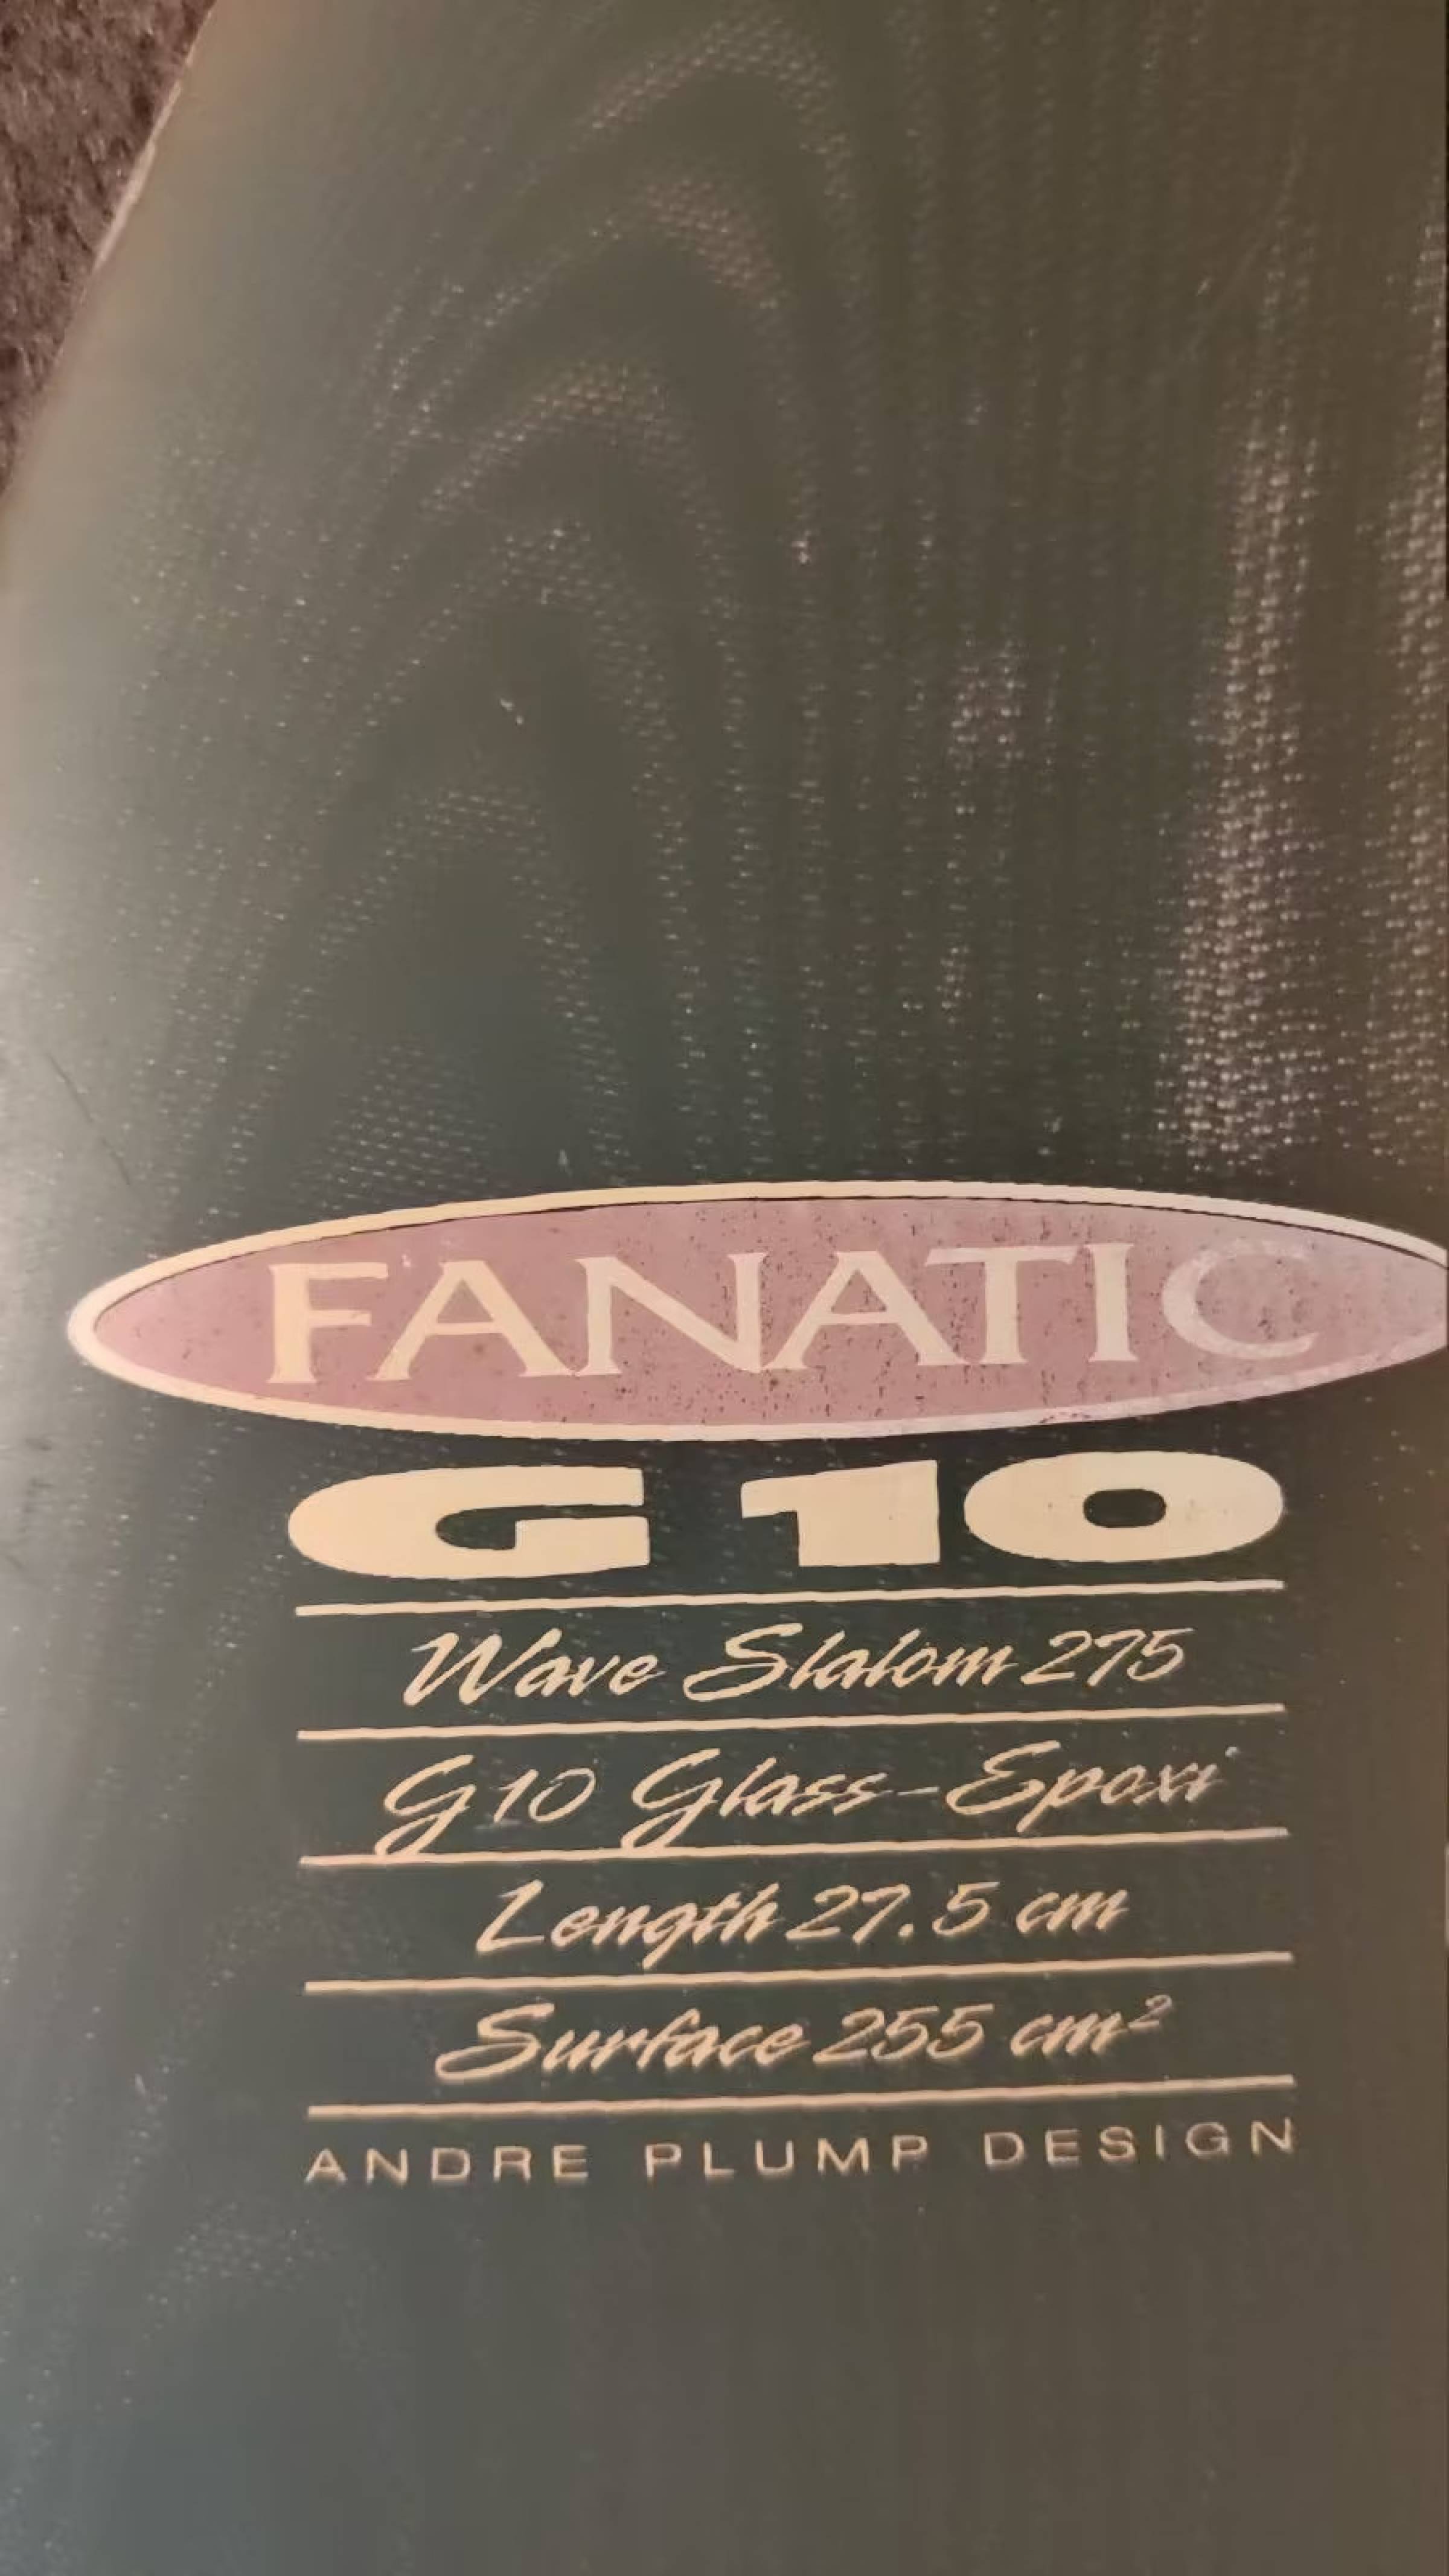 FANATIC
G10
Wave Slalom 275
G10 Glass-Epoxi
Length 27.5 cm
Surface 255 cm²
ANDRE PLUMP DESIGN